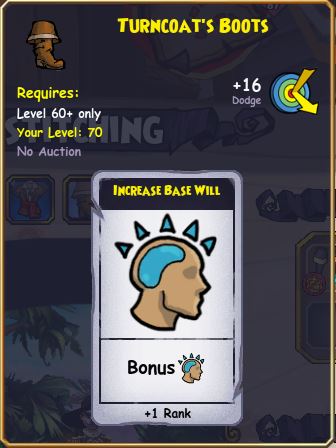 TURNCOAT'S BOOTS
+16
Dodge
Requires:
Level 60+ only
Your Level: 70
No Auction
STITCHING
INCREASE BASE WILL
Bonus
+1 Rank